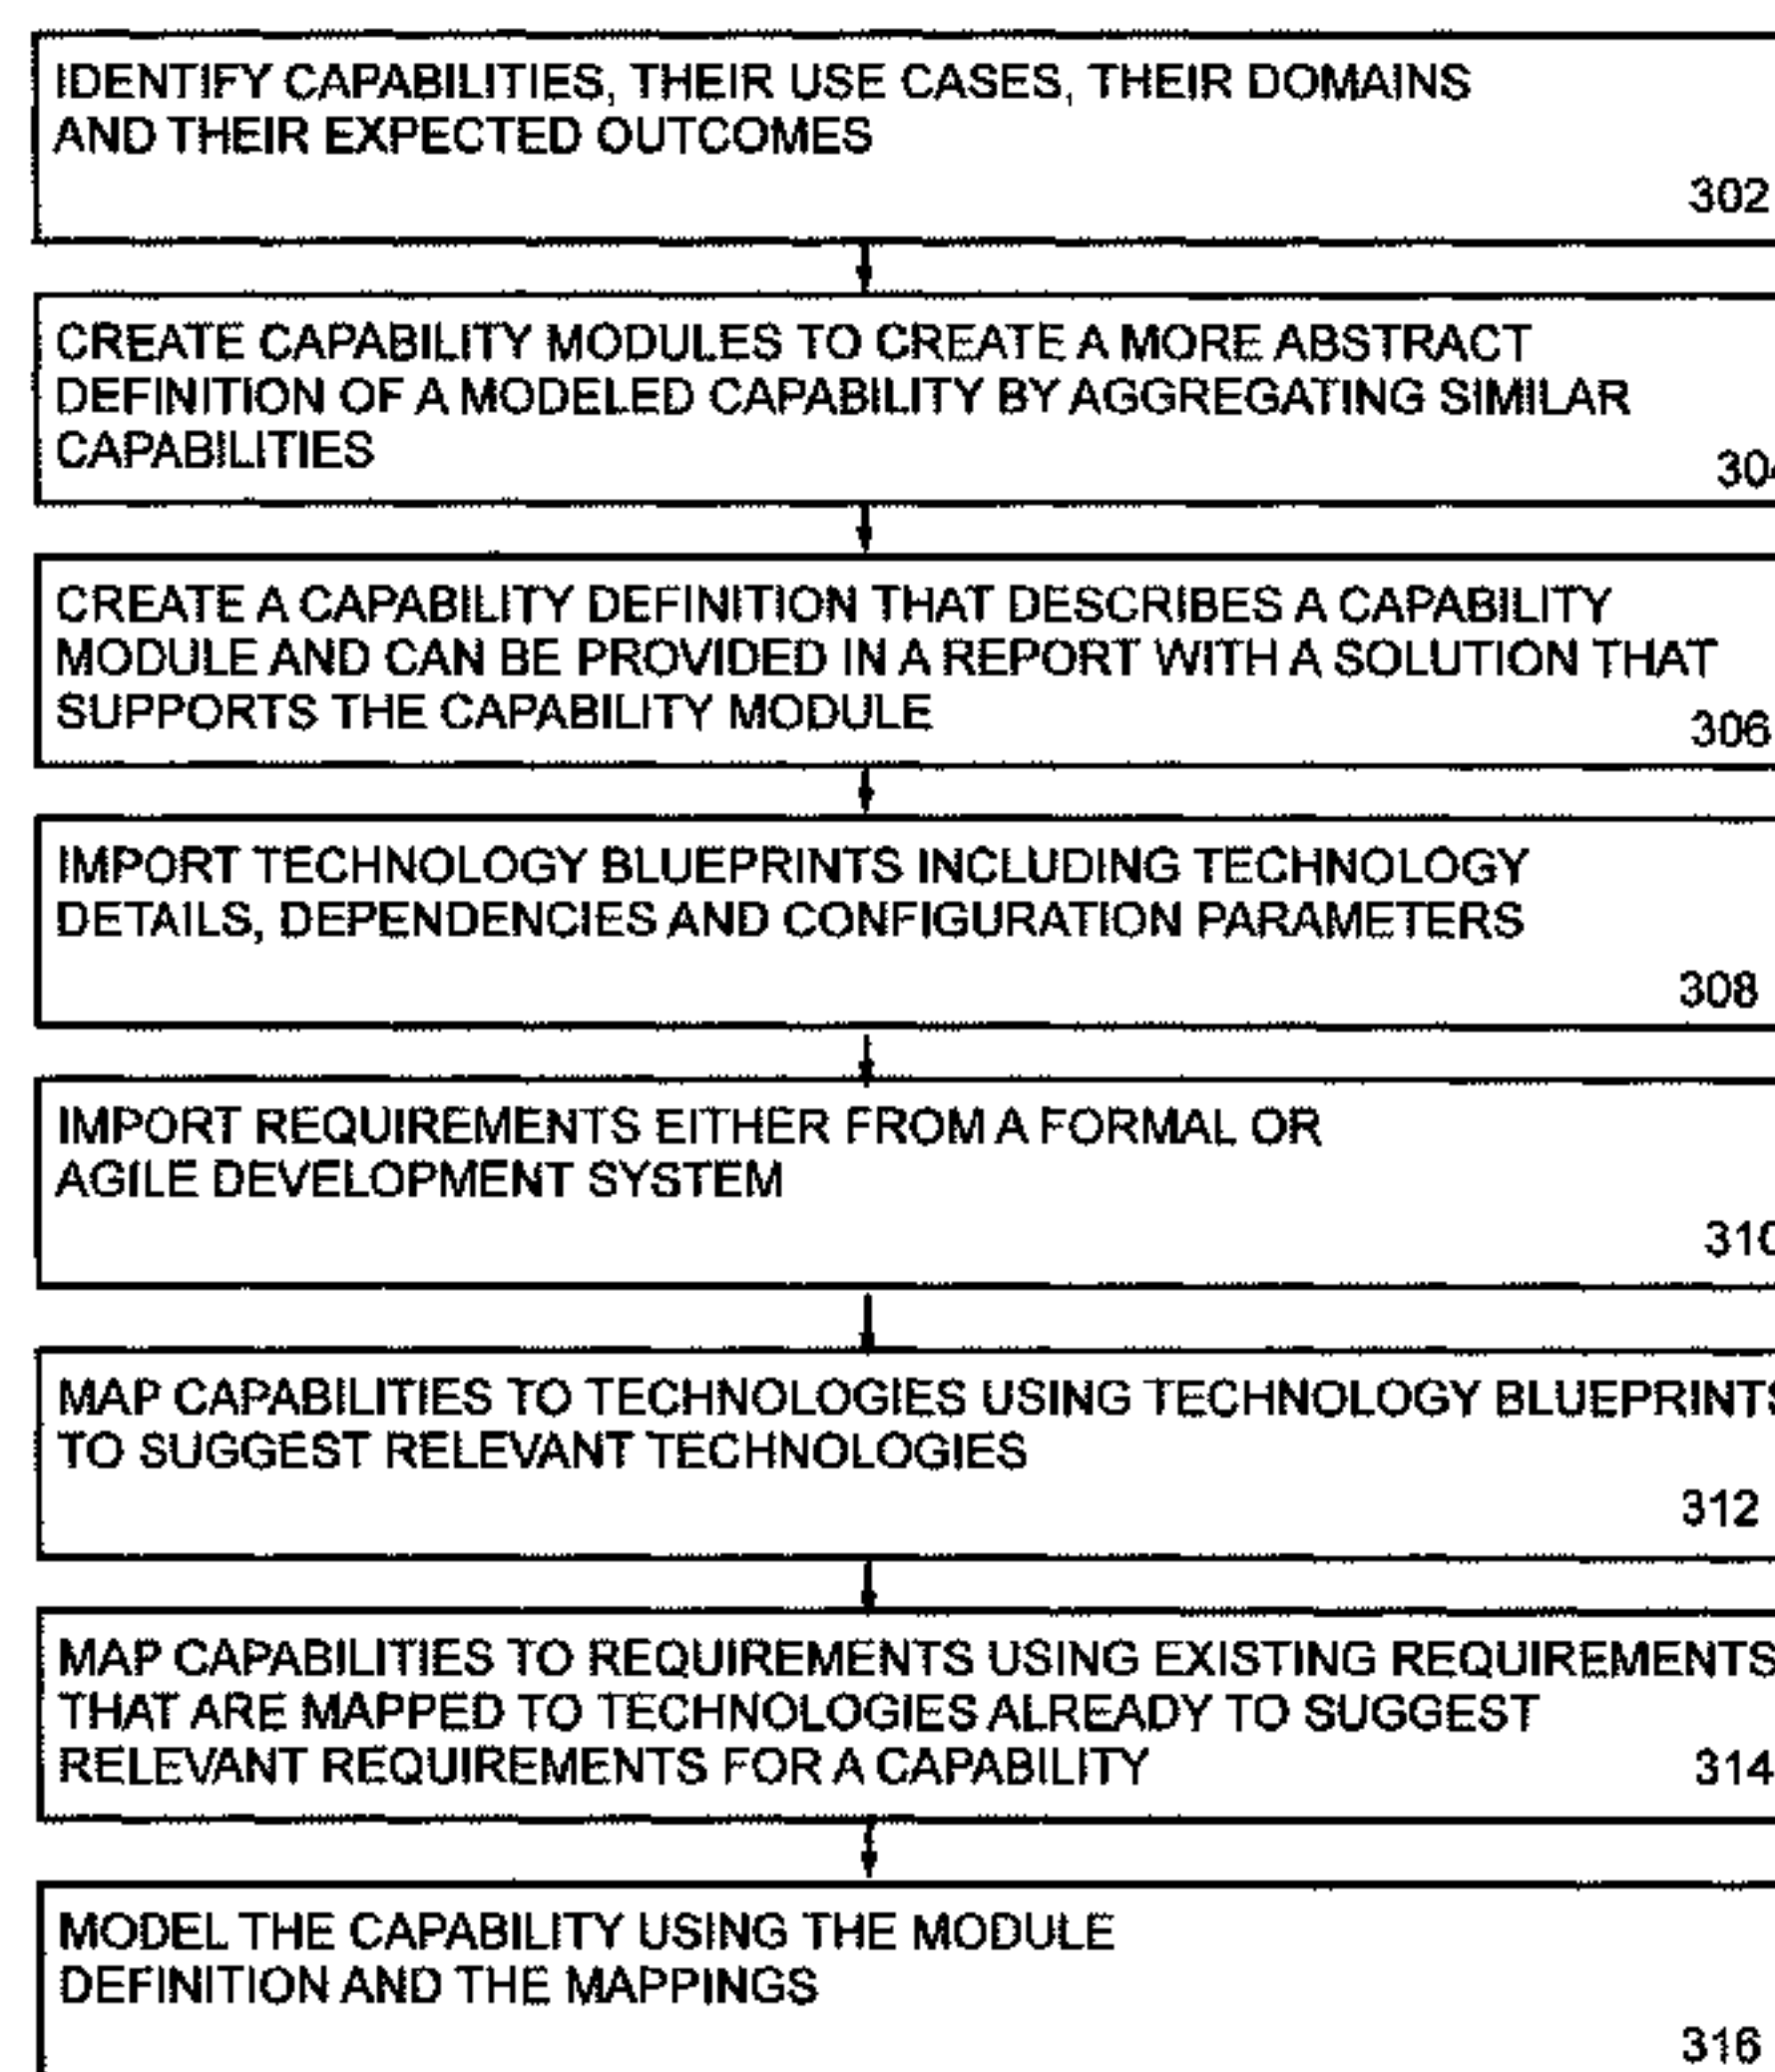 IDENTIFY CAPABILITIES, THEIR USE CASES, THEIR DOMAINS
AND THEIR EXPECTED OUTCOMES
302
CREATE CAPABILITY MODULES TO CREATE A MORE ABSTRACT
DEFINITION OF A MODELED CAPABILITY BY AGGREGATING SIMILAR
CAPABILITIES
304
CREATE A CAPABILITY DEFINITION THAT DESCRIBES A CAPABILITY
MODULE AND CAN BE PROVIDED IN A REPORT WITH A SOLUTION THAT
SUPPORTS THE CAPABILITY MODULE
306
IMPORT TECHNOLOGY BLUEPRINTS INCLUDING TECHNOLOGY
DETAILS, DEPENDENCIES AND CONFIGURATION PARAMETERS
308
IMPORT REQUIREMENTS EITHER FROM A FORMAL OR
AGILE DEVELOPMENT SYSTEM
310
MAP CAPABILITIES TO TECHNOLOGIES USING TECHNOLOGY BLUEPRINTS
TO SUGGEST RELEVANT TECHNOLOGIES
312
MAP CAPABILITIES TO REQUIREMENTS USING EXISTING REQUIREMENTS
THAT ARE MAPPED TO TECHNOLOGIES ALREADY TO SUGGEST
RELEVANT REQUIREMENTS FOR A CAPABILITY
314
MODEL THE CAPABILITY USING THE MODULE
DEFINITION AND THE MAPPINGS
316